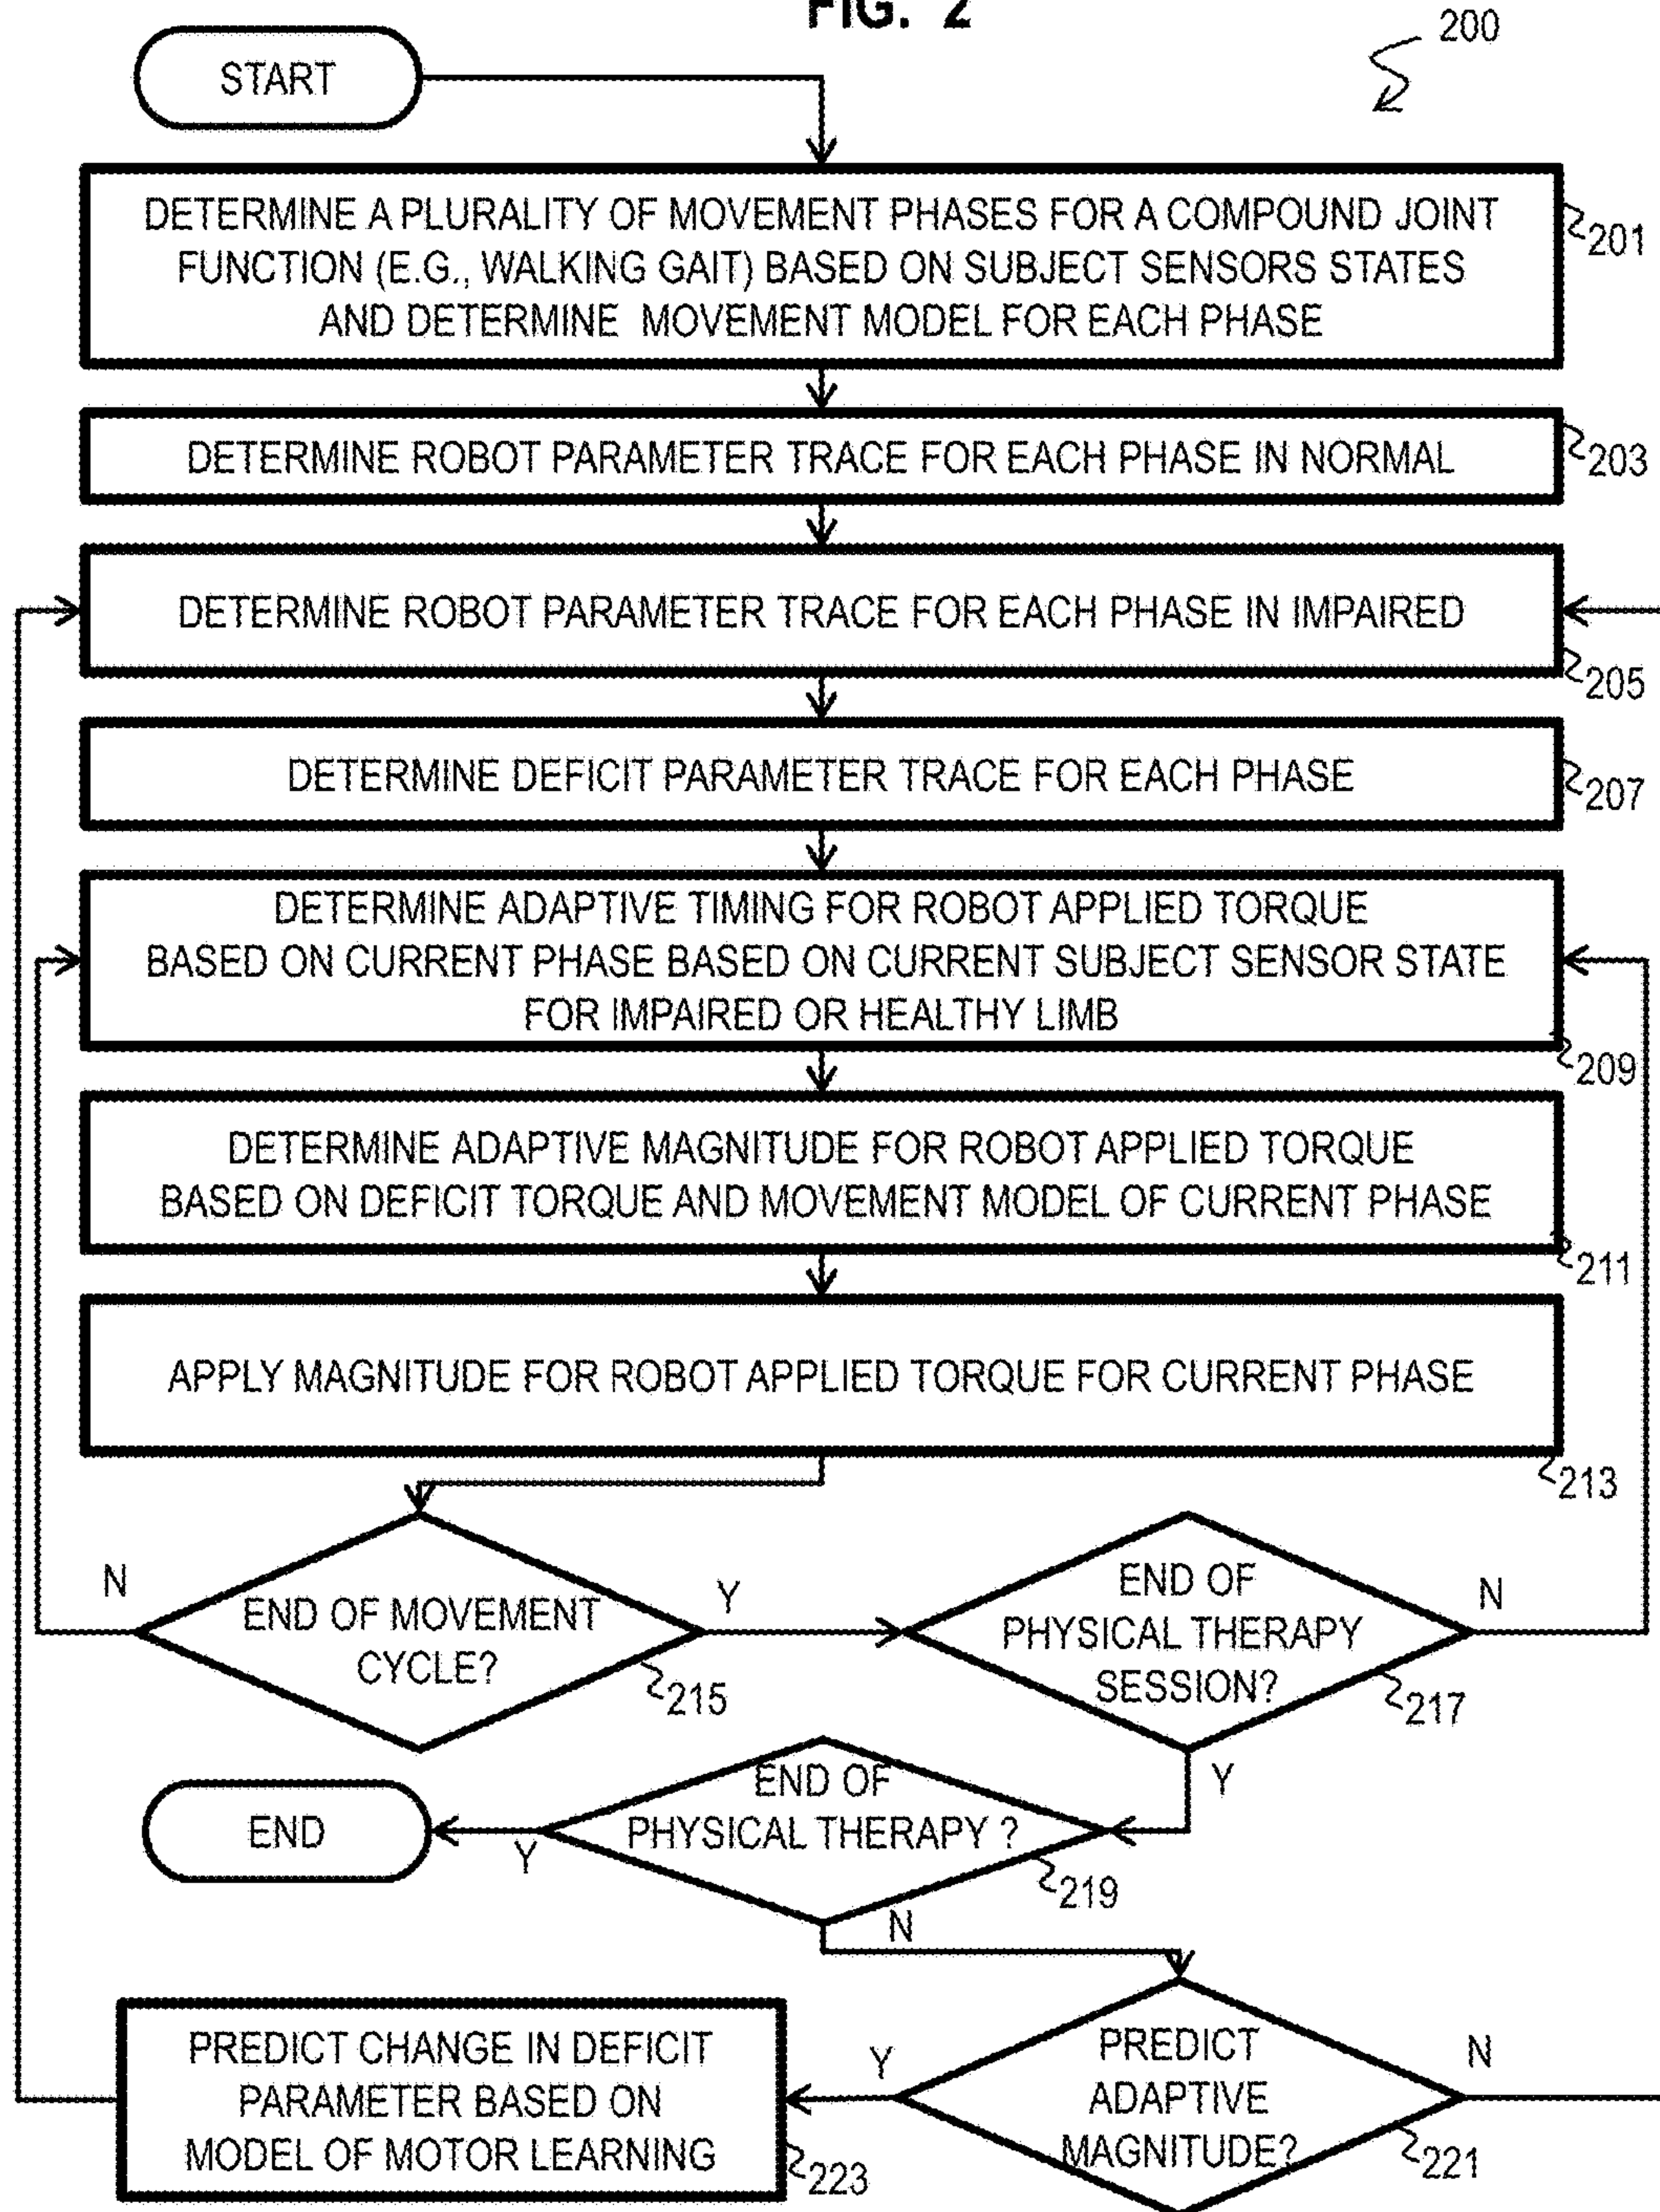 FIG. 2
200
START
DETERMINE A PLURALITY OF MOVEMENT PHASES FOR A COMPOUND JOINT
FUNCTION (E.G., WALKING GAIT) BASED ON SUBJECT SENSORS STATES
AND DETERMINE MOVEMENT MODEL FOR EACH PHASE
201
DETERMINE ROBOT PARAMETER TRACE FOR EACH PHASE IN NORMAL
203
DETERMINE ROBOT PARAMETER TRACE FOR EACH PHASE IN IMPAIRED
205
DETERMINE DEFICIT PARAMETER TRACE FOR EACH PHASE
207
DETERMINE ADAPTIVE TIMING FOR ROBOT APPLIED TORQUE
BASED ON CURRENT PHASE BASED ON CURRENT SUBJECT SENSOR STATE
FOR IMPAIRED OR HEALTHY LIMB
209
DETERMINE ADAPTIVE MAGNITUDE FOR ROBOT APPLIED TORQUE
BASED ON DEFICIT TORQUE AND MOVEMENT MODEL OF CURRENT PHASE
211
APPLY MAGNITUDE FOR ROBOT APPLIED TORQUE FOR CURRENT PHASE
213
N
END OF MOVEMENT
CYCLE?
215
Y
END OF
PHYSICAL THERAPY
SESSION?
217
N
Y
END OF
PHYSICAL THERAPY ?
219
Y
END
N
PREDICT
ADAPTIVE
MAGNITUDE?
221
N
Y
PREDICT CHANGE IN DEFICIT
PARAMETER BASED ON
MODEL OF MOTOR LEARNING
223